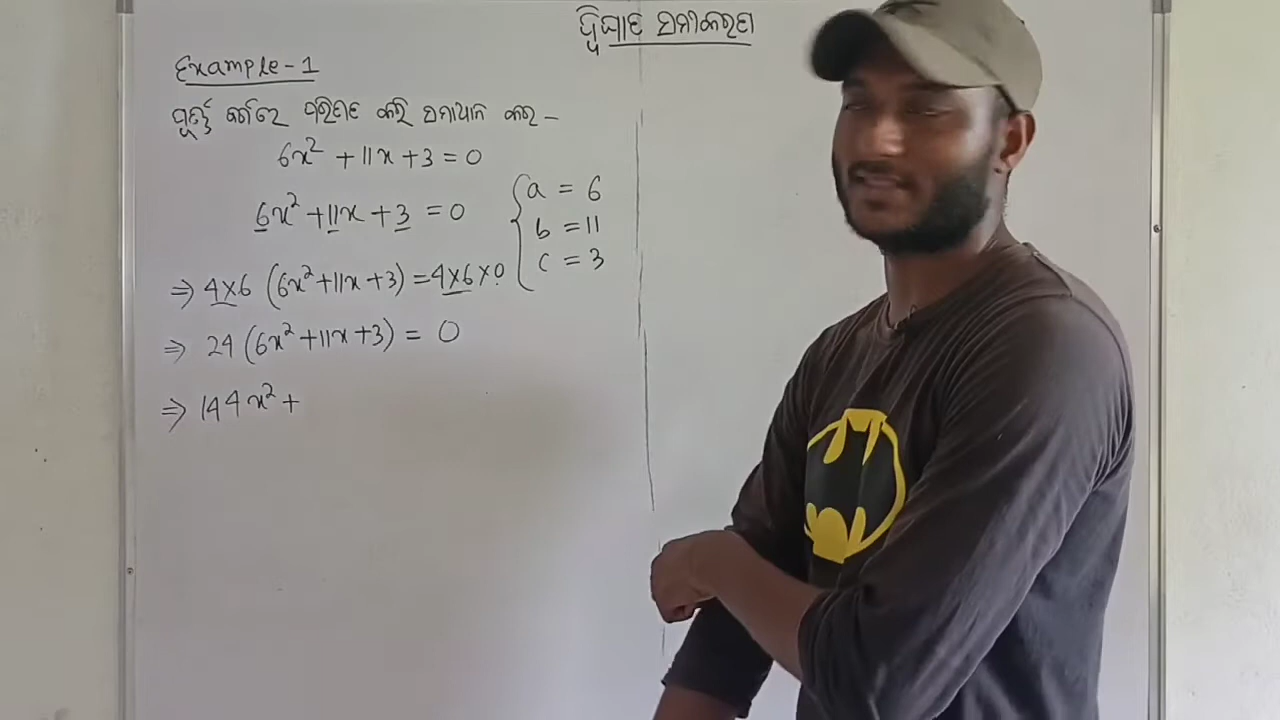 ଦ୍ୱିଘାତ ସମୀକରଣ
Example-1
ପୂର୍ଣ୍ଣ ବର୍ଗରେ ପରିଣତ କରି ସମାଧାନ କର -
6x² + 11x + 3 = 0
6x² + 11x + 3 = 0
{ a = 6
b = 11
c = 3
⇒ 4×6 (6x² + 11x + 3) = 4×6×0
⇒ 24 (6x² + 11x + 3) = 0
⇒ 144x² +